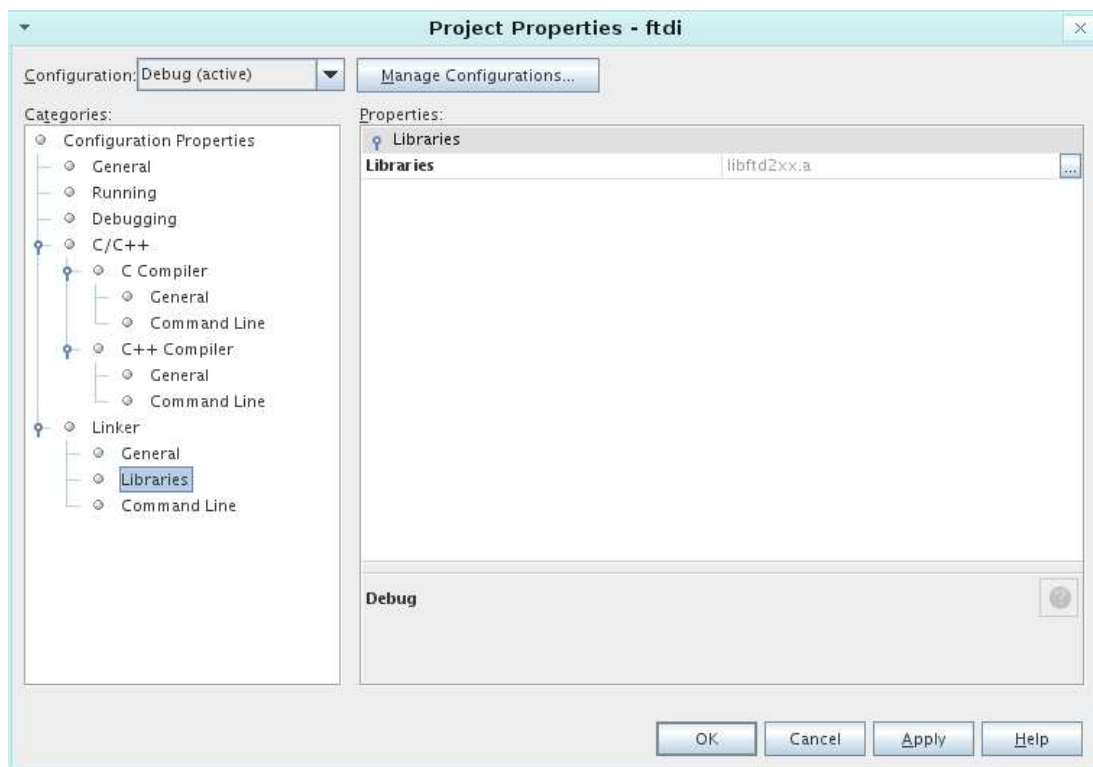 Project Properties - ftdi
Configuration: Debug (active) Manage Configurations...
Categories:
Configuration Properties
General
Running
Debugging
C/C++
C Compiler
General
Command Line
C++ Compiler
General
Command Line
Linker
General
Libraries
Command Line
Properties:
Libraries
Libraries libftd2xx.a ...
Debug
OK Cancel Apply Help